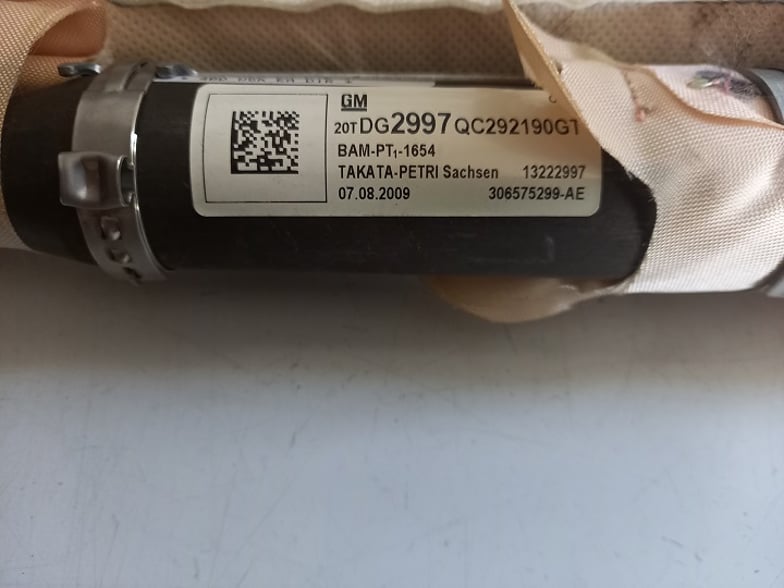 GM
20TDG2997QC292190GT
BAM-PT1-1654
TAKATA-PETRI Sachsen 13222997
07.08.2009 306575299-AE